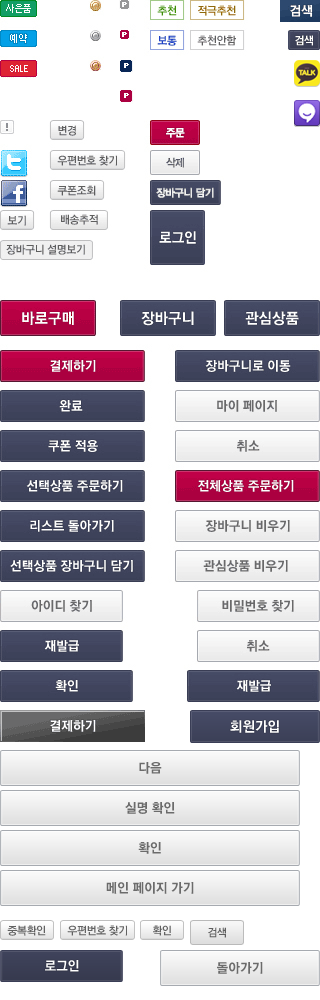 사은품 P 추천 적극추천 검색
예약 P 보통 추천안함 검색
SALE P TALK
P
! 변경 주문
우편번호 찾기 삭제
f 쿠폰조회 장바구니 담기
보기 배송추적 로그인
장바구니 설명보기
바로구매 장바구니 관심상품
결제하기 장바구니로 이동
완료 마이 페이지
쿠폰 적용 취소
선택상품 주문하기 전체상품 주문하기
리스트 돌아가기 장바구니 비우기
선택상품 장바구니 담기 관심상품 비우기
아이디 찾기 비밀번호 찾기
재발급 취소
확인 재발급
결제하기 회원가입
다음
실명 확인
확인
메인 페이지 가기
중복확인 우편번호 찾기 확인 검색
로그인 돌아가기